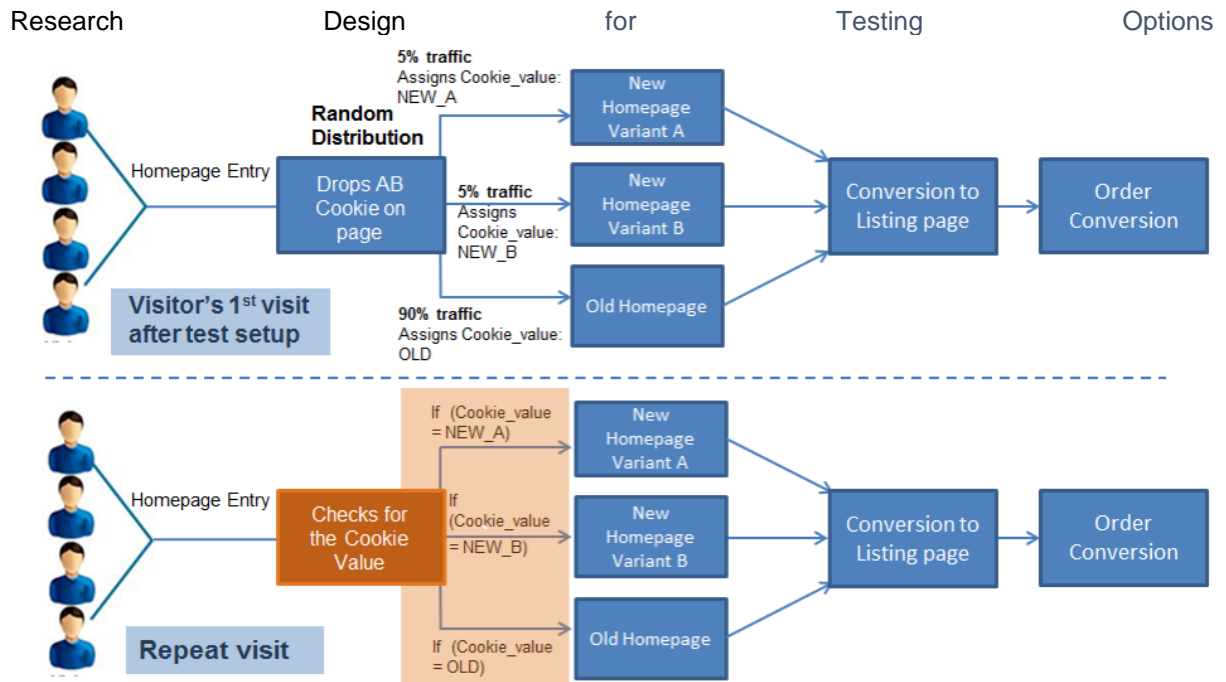 Research Design for Testing Options
5% traffic
Assigns Cookie_value:
NEW_A
Random
Distribution
Homepage Entry
Drops AB
Cookie on
page
5% traffic
Assigns
Cookie_value:
NEW_B
90% traffic
Assigns Cookie_value:
OLD
New
Homepage
Variant A
New
Homepage
Variant B
Old Homepage
Conversion to
Listing page
Order
Conversion
Visitor's 1st visit
after test setup
Homepage Entry
Checks for
the Cookie
Value
If (Cookie_value
= NEW_A)
If
(Cookie_value
= NEW_B)
If (Cookie_value
= OLD)
New
Homepage
Variant A
New
Homepage
Variant B
Old Homepage
Conversion to
Listing page
Order
Conversion
Repeat visit